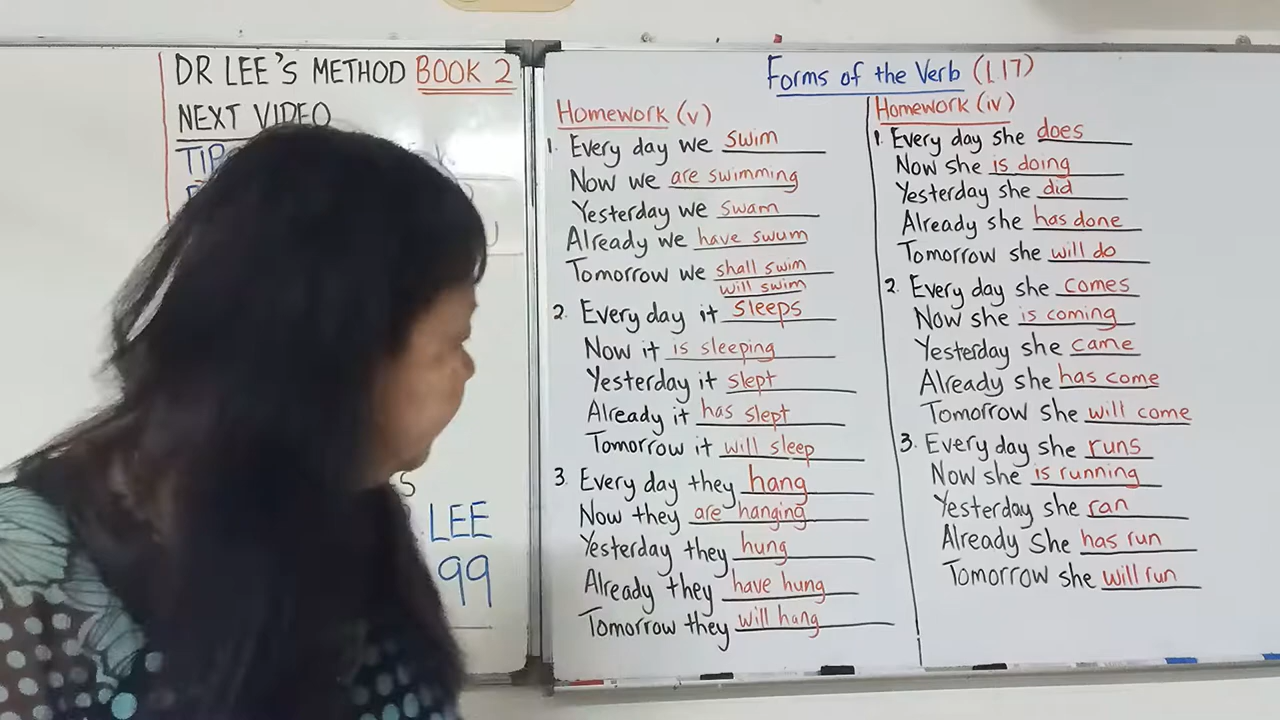 DR LEE'S METHOD BOOK 2
NEXT VIDEO
LEE
99
Forms of the Verb (1.17)
Homework (v)
1. Every day we swim
Now we are swimming
Yesterday we swam
Already we have swum
Tomorrow we shall swim
will swim
2. Every day it sleeps
Now it is sleeping
Yesterday it slept
Already it has slept
Tomorrow it will sleep
3. Every day they hang
Now they are hanging
Yesterday they hung
Already they have hung
Tomorrow they will hang
Homework (iv)
1. Every day she does
Now she is doing
Yesterday she did
Already she has done
Tomorrow she will do
2. Every day she comes
Now she is coming
Yesterday she came
Already she has come
Tomorrow she will come
3. Every day she runs
Now she is running
Yesterday she ran
Already she has run
Tomorrow she will run